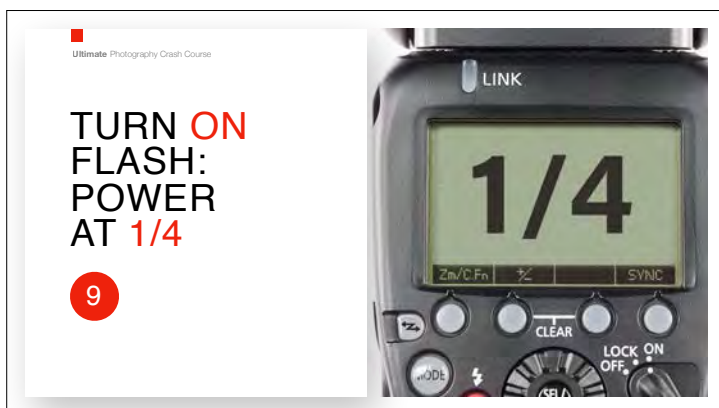 Ultimate Photography Crash Course
TURN ON
FLASH:
POWER
AT 1/4
9
LINK
1/4
Zm/C.Fn +/- SYNC
CLEAR
LOCK ON
OFF
MODE
SEL/